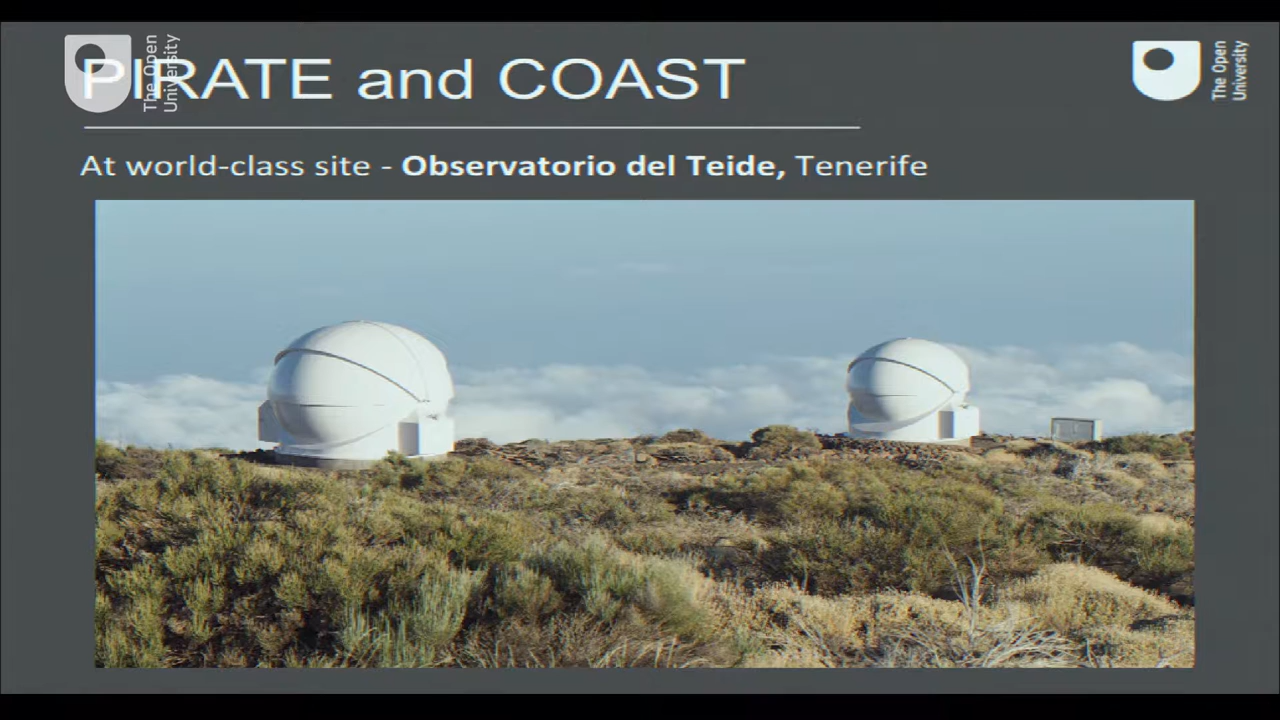 PIRATE and COAST
The Open
University
The Open
University
At world-class site - Observatorio del Teide, Tenerife